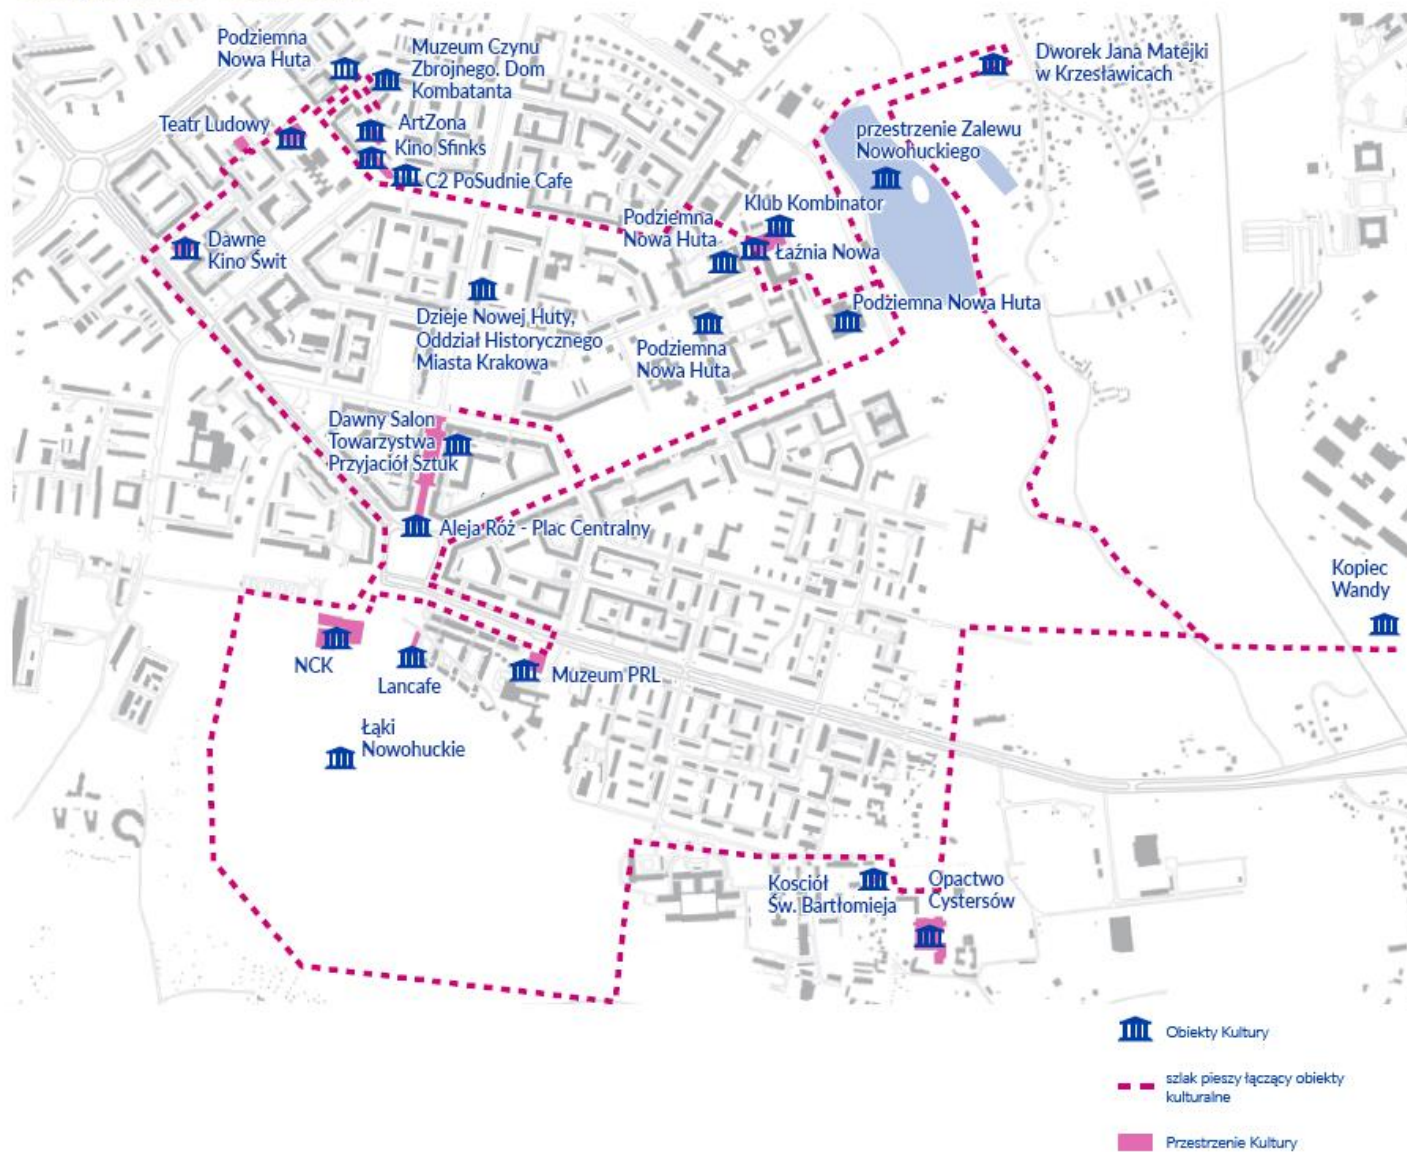 Podziemna
Nowa Huta
Muzeum Czynu
Zbrojnego. Dom
Kombatanta
Teatr Ludowy
ArtZona
Kino Sfinks
C2 PoSudnie Cafe
Dworek Jana Matejki
w Krzesławicach
przestrzenie Zalewu
Nowohuckiego
Klub Kombinator
Podziemna
Nowa Huta
Łaźnia Nowa
Dawne
Kino Świt
Dzieje Nowej Huty,
Oddział Historycznego
Miasta Krakowa
Podziemna Nowa Huta
Podziemna
Nowa Huta
Dawny Salon
Towarzystwa
Przyjaciół Sztuk
Aleja Róż - Plac Centralny
Kopiec
Wandy
NCK
Lancafe
Muzeum PRL
Łąki
Nowohuckie
Kosciół
Św. Bartłomieja
Opactwo
Cystersów
Obiekty Kultury
szlak pieszy łączący obiekty
kulturalne
Przestrzenie Kultury